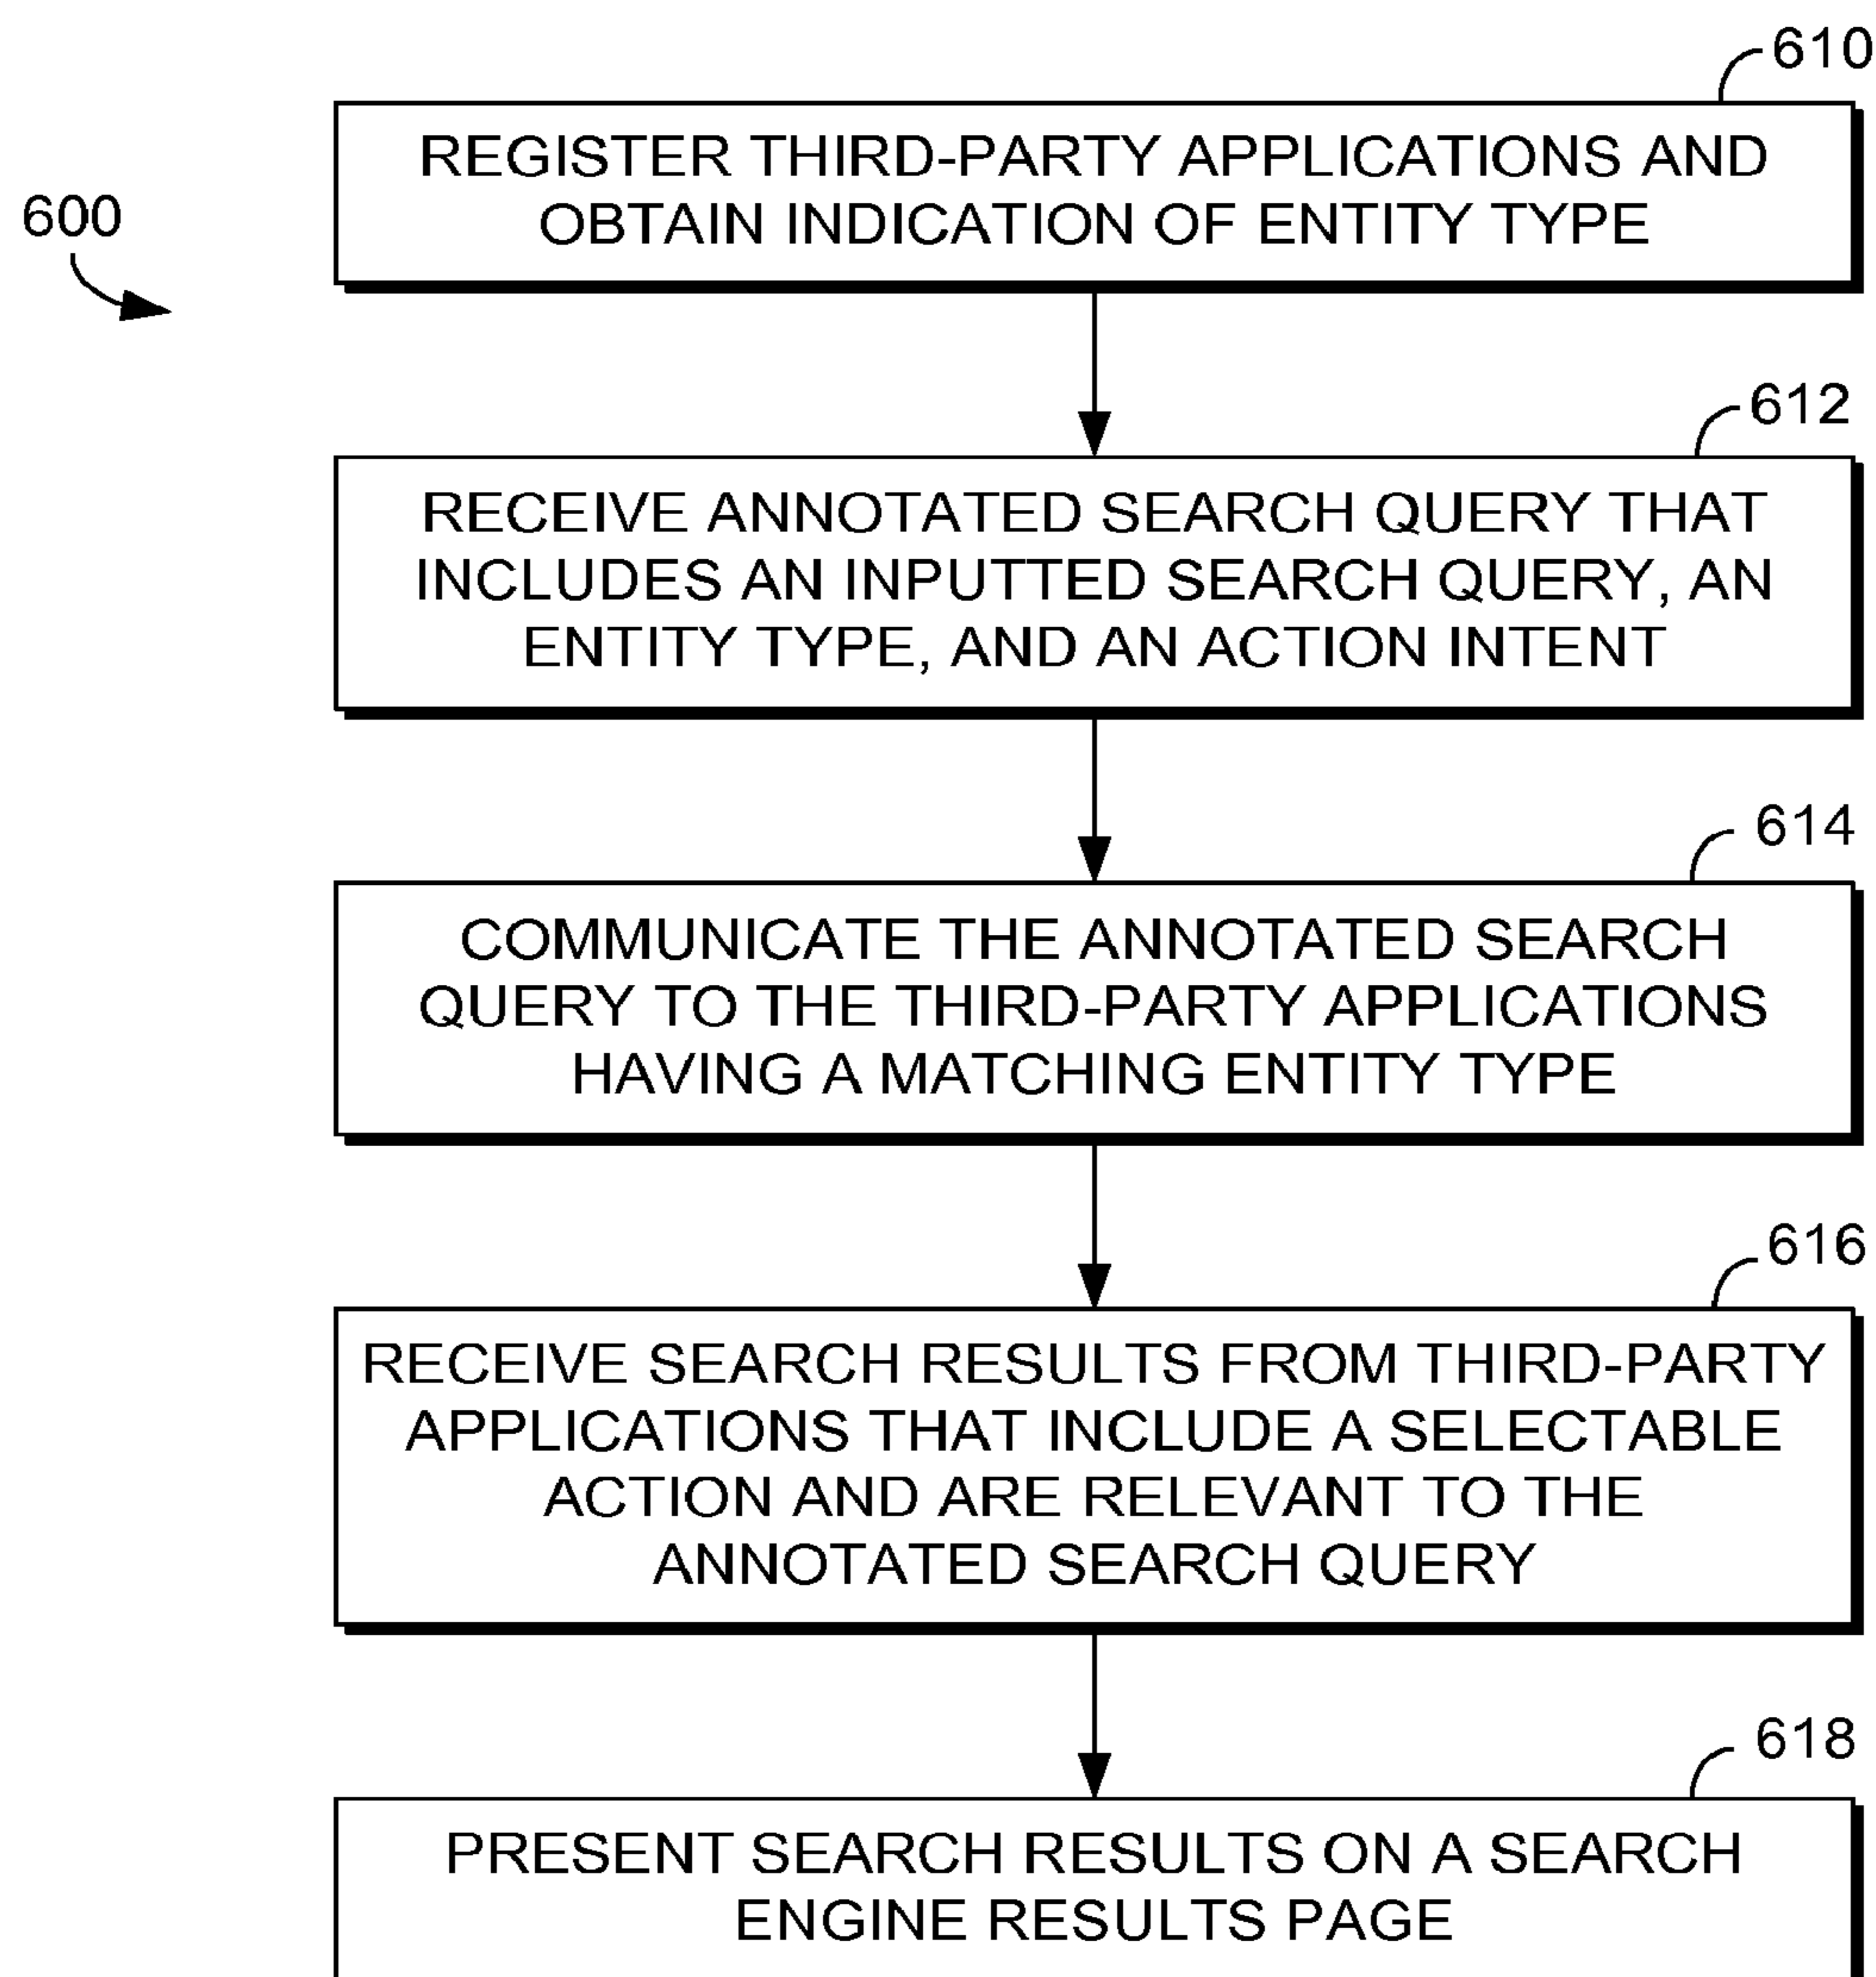 610
REGISTER THIRD-PARTY APPLICATIONS AND
OBTAIN INDICATION OF ENTITY TYPE
600
612
RECEIVE ANNOTATED SEARCH QUERY THAT
INCLUDES AN INPUTTED SEARCH QUERY, AN
ENTITY TYPE, AND AN ACTION INTENT
614
COMMUNICATE THE ANNOTATED SEARCH
QUERY TO THE THIRD-PARTY APPLICATIONS
HAVING A MATCHING ENTITY TYPE
616
RECEIVE SEARCH RESULTS FROM THIRD-PARTY
APPLICATIONS THAT INCLUDE A SELECTABLE
ACTION AND ARE RELEVANT TO THE
ANNOTATED SEARCH QUERY
618
PRESENT SEARCH RESULTS ON A SEARCH
ENGINE RESULTS PAGE